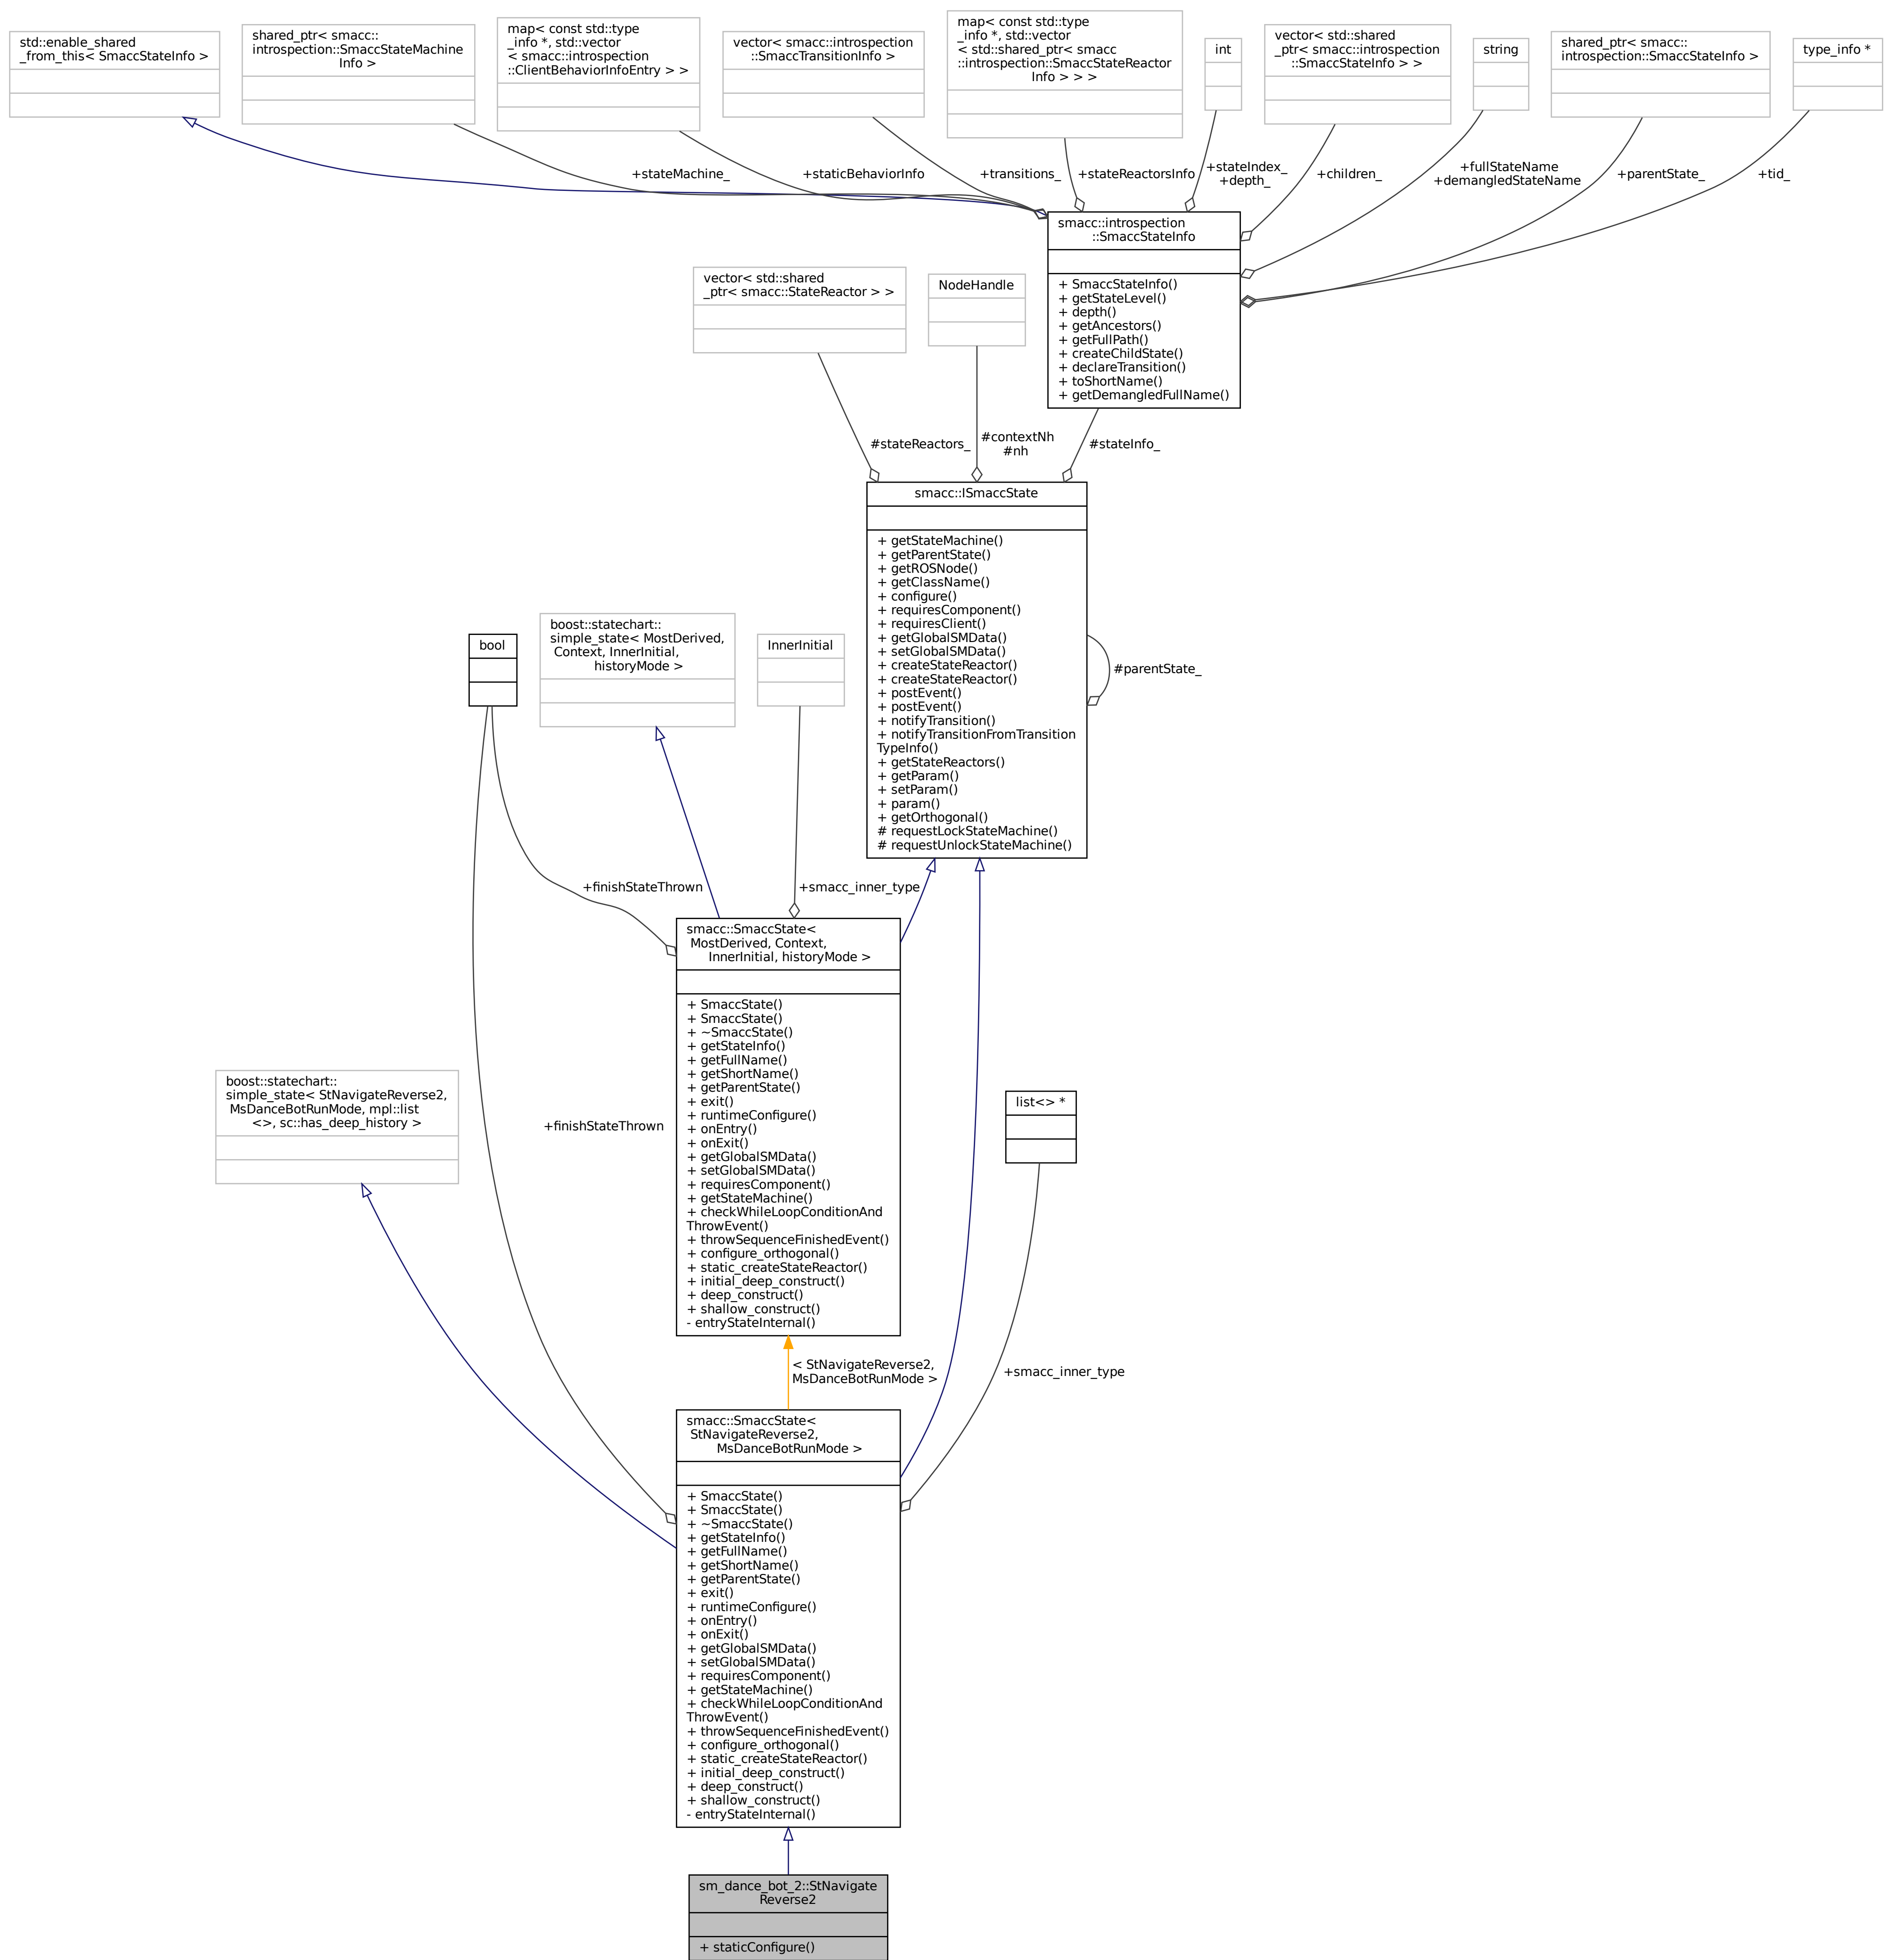 std::enable_shared
_from_this< SmaccStateInfo >
shared_ptr< smacc::
introspection::SmaccStateMachine
Info >
map< const std::type
_info *, std::vector
< smacc::introspection
::ClientBehaviorInfoEntry > >
vector< smacc::introspection
::SmaccTransitionInfo >
map< const std::type
_info *, std::vector
< std::shared_ptr< smacc
::introspection::SmaccStateReactor
Info > > >
int
vector< std::shared
_ptr< smacc::introspection
::SmaccStateInfo > >
string
shared_ptr< smacc::
introspection::SmaccStateInfo >
type_info *
+stateMachine_
+staticBehaviorInfo
+transitions_
+stateReactorsInfo
+stateIndex_
+depth_
+children_
+fullStateName
+demangledStateName
+parentState_
+tid_
smacc::introspection
::SmaccStateInfo
+ SmaccStateInfo()
+ getStateLevel()
+ depth()
+ getAncestors()
+ getFullPath()
+ createChildState()
+ declareTransition()
+ toShortName()
+ getDemangledFullName()
vector< std::shared
_ptr< smacc::StateReactor > >
NodeHandle
#stateReactors_
#contextNh
#nh
#stateInfo_
smacc::ISmaccState
+ getStateMachine()
+ getParentState()
+ getROSNode()
+ getClassName()
+ configure()
+ requiresComponent()
+ requiresClient()
+ getGlobalSMData()
+ setGlobalSMData()
+ createStateReactor()
+ createStateReactor()
+ postEvent()
+ postEvent()
+ notifyTransition()
+ notifyTransitionFromTransition
TypeInfo()
+ getStateReactors()
+ getParam()
+ setParam()
+ param()
+ getOrthogonal()
# requestLockStateMachine()
# requestUnlockStateMachine()
#parentState_
bool
boost::statechart::
simple_state< MostDerived,
Context, InnerInitial,
historyMode >
InnerInitial
+finishStateThrown
+smacc_inner_type
smacc::SmaccState<
MostDerived, Context,
InnerInitial, historyMode >
+ SmaccState()
+ SmaccState()
+ ~SmaccState()
+ getStateInfo()
+ getFullName()
+ getShortName()
+ getParentState()
+ exit()
+ runtimeConfigure()
+ onEntry()
+ onExit()
+ getGlobalSMData()
+ setGlobalSMData()
+ requiresComponent()
+ getStateMachine()
+ checkWhileLoopConditionAnd
ThrowEvent()
+ throwSequenceFinishedEvent()
+ configure_orthogonal()
+ static_createStateReactor()
+ initial_deep_construct()
+ deep_construct()
+ shallow_construct()
- entryStateInternal()
boost::statechart::
simple_state< StNavigateReverse2,
MsDanceBotRunMode, mpl::list
<>, sc::has_deep_history >
+finishStateThrown
list<> *
< StNavigateReverse2,
MsDanceBotRunMode >
+smacc_inner_type
smacc::SmaccState<
StNavigateReverse2,
MsDanceBotRunMode >
+ SmaccState()
+ SmaccState()
+ ~SmaccState()
+ getStateInfo()
+ getFullName()
+ getShortName()
+ getParentState()
+ exit()
+ runtimeConfigure()
+ onEntry()
+ onExit()
+ getGlobalSMData()
+ setGlobalSMData()
+ requiresComponent()
+ getStateMachine()
+ checkWhileLoopConditionAnd
ThrowEvent()
+ throwSequenceFinishedEvent()
+ configure_orthogonal()
+ static_createStateReactor()
+ initial_deep_construct()
+ deep_construct()
+ shallow_construct()
- entryStateInternal()
sm_dance_bot_2::StNavigate
Reverse2
+ staticConfigure()